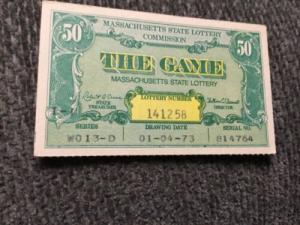 MASSACHUSETTS STATE LOTTERY
COMMISSION
50¢ 50¢
THE GAME
MASSACHUSETTS STATE LOTTERY
LOTTERY NUMBER
141258
STATE TREASURER
DIRECTOR
SERIES DRAWING DATE SERIAL NO.
W013-D 01-04-73 814764